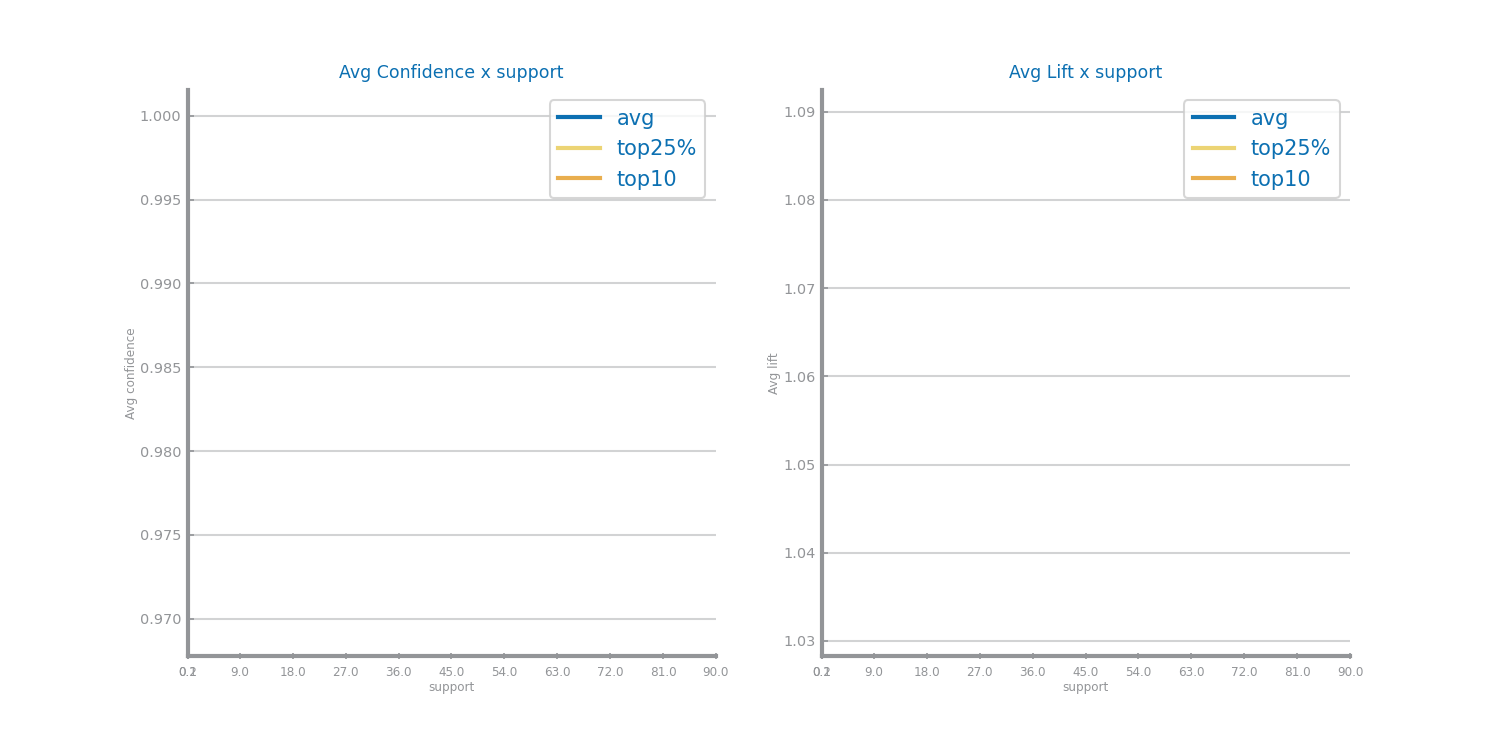 Avg Confidence x support
avg
top25%
top10
1.000
0.995
0.990
0.985
0.980
0.975
0.970
Avg confidence
9.0 18.0 27.0 36.0 45.0 54.0 63.0 72.0 81.0 90.0
support
Avg Lift x support
avg
top25%
top10
1.09
1.08
1.07
1.06
1.05
1.04
1.03
Avg lift
9.0 18.0 27.0 36.0 45.0 54.0 63.0 72.0 81.0 90.0
support